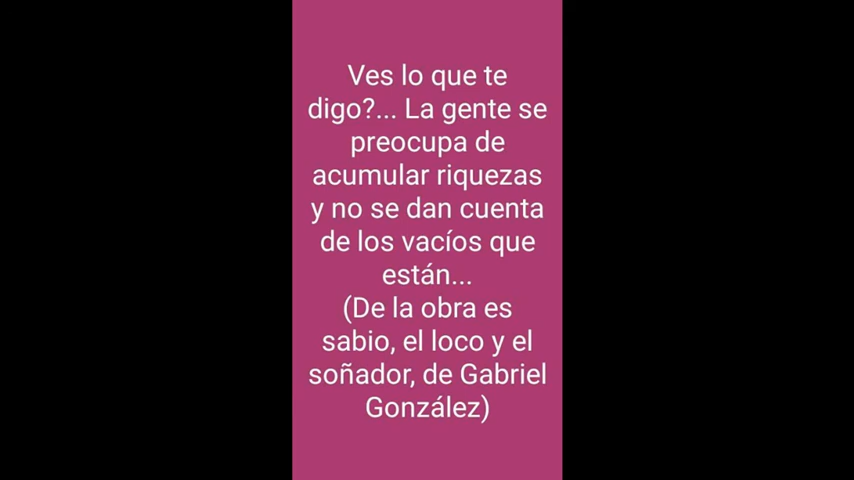 Ves lo que te
digo?... La gente se
preocupa de
acumular riquezas
y no se dan cuenta
de los vacíos que
están...
(De la obra es
sabio, el loco y el
soñador, de Gabriel
González)